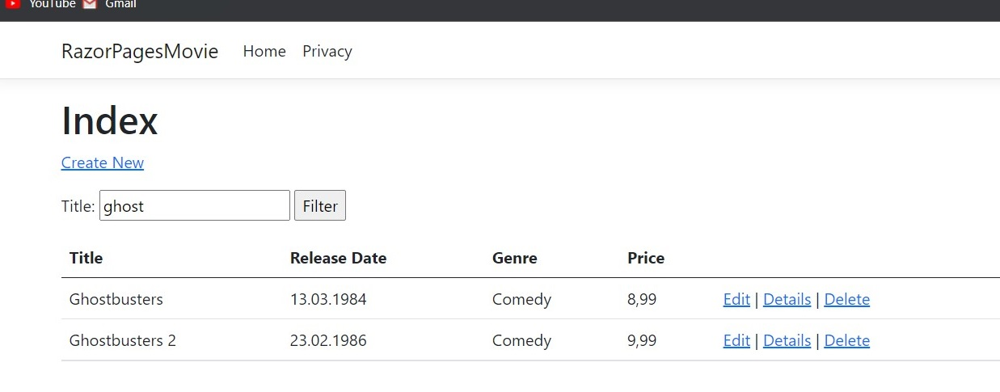 YouTube Gmail
RazorPagesMovie Home Privacy
Index
Create New
Title: ghost Filter
Title Release Date Genre Price
Ghostbusters 13.03.1984 Comedy 8,99 Edit | Details | Delete
Ghostbusters 2 23.02.1986 Comedy 9,99 Edit | Details | Delete